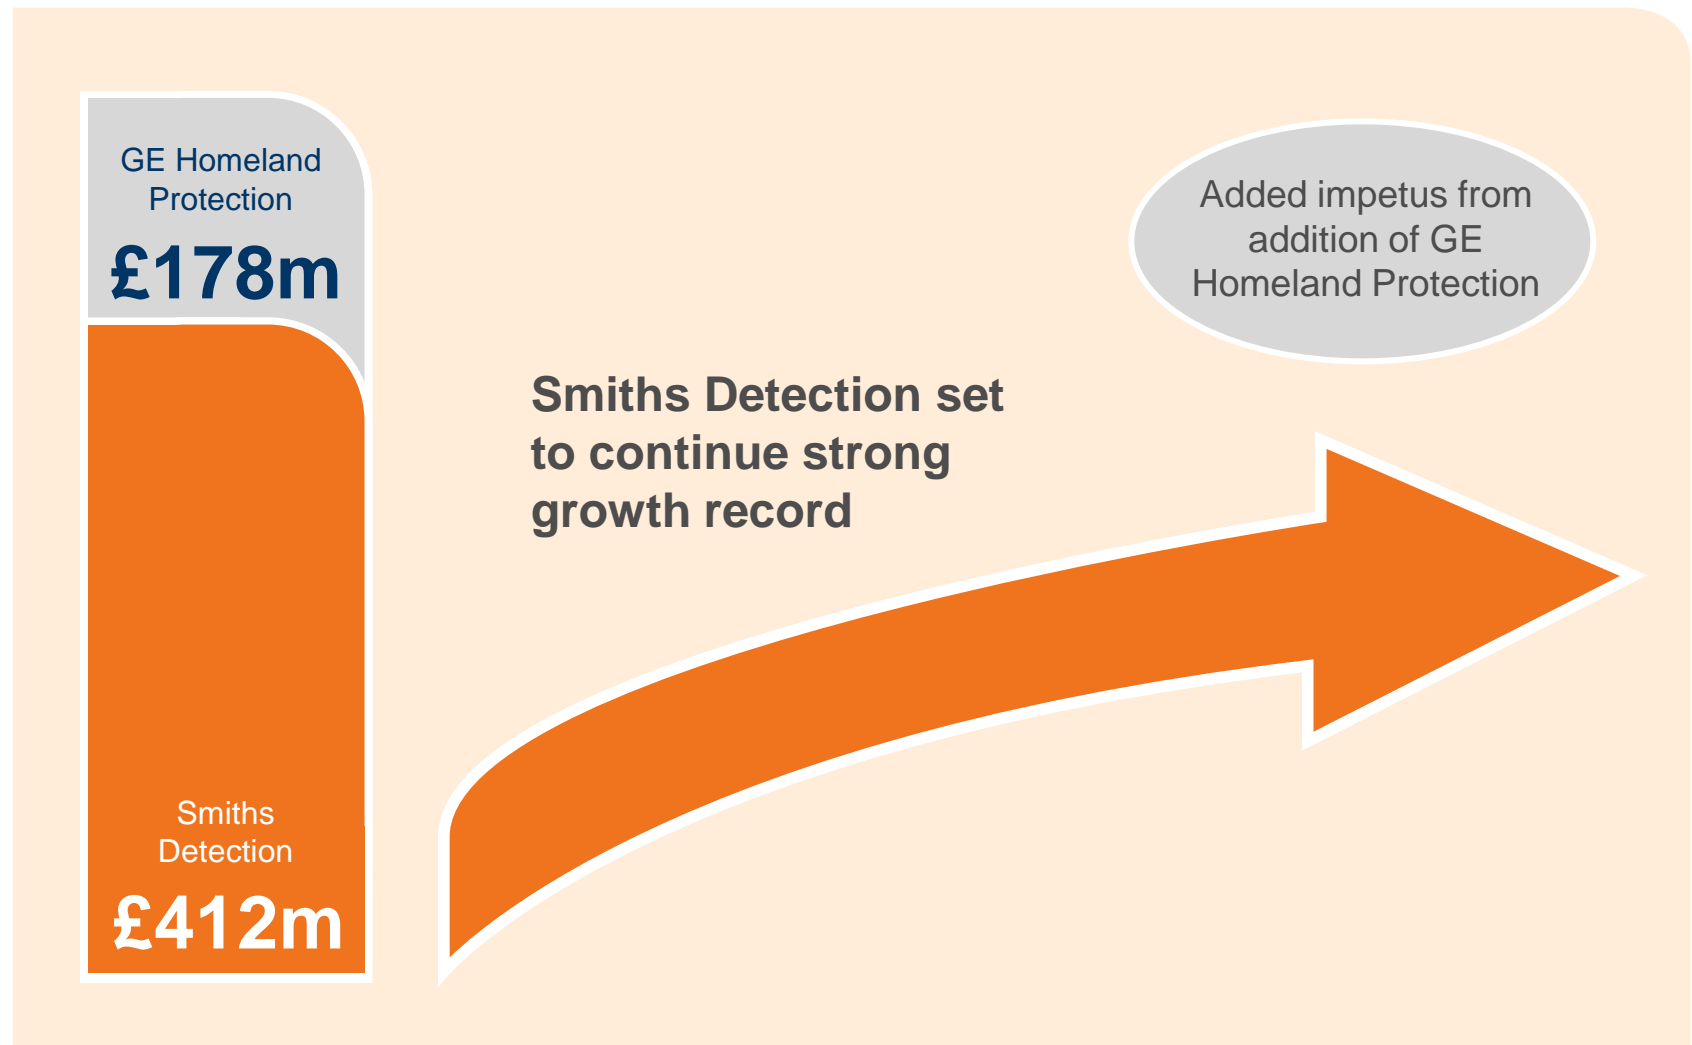 GE Homeland
Protection
£178m
Smiths
Detection
£412m
Smiths Detection set
to continue strong
growth record
Added impetus from
addition of GE
Homeland Protection